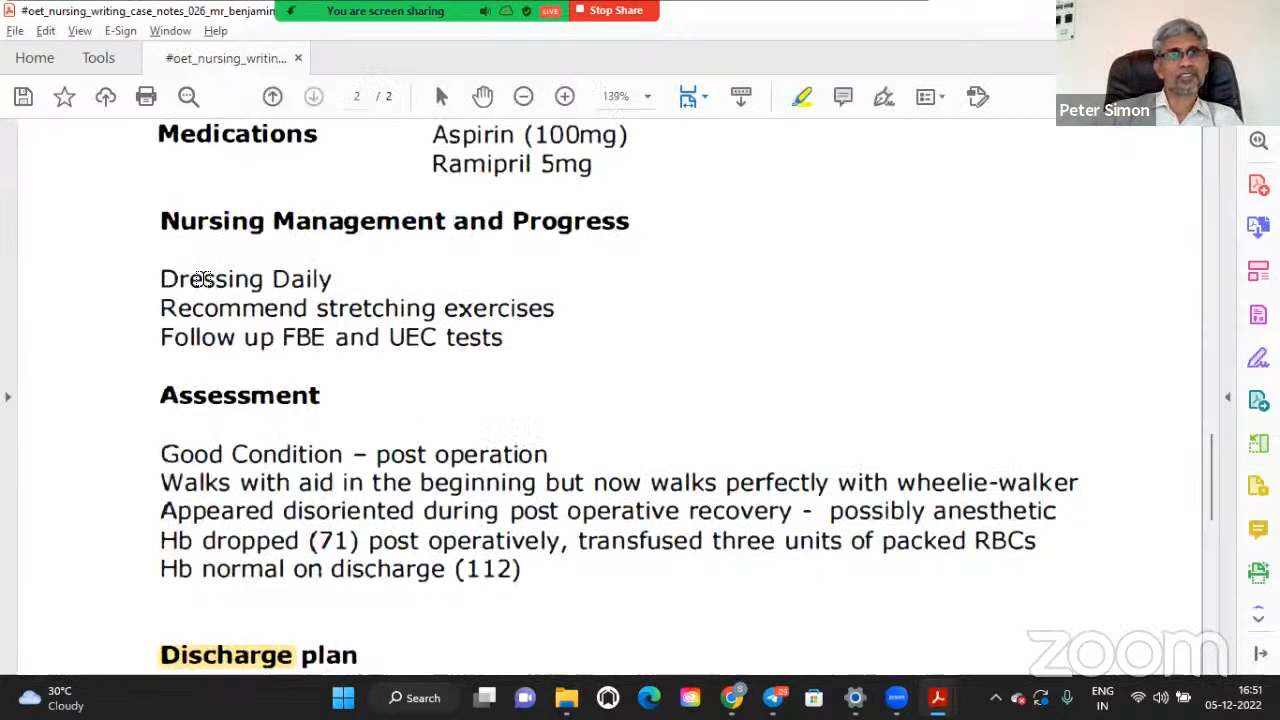 #oet_nursing_writing_case_notes_026_mr_benjamin
You are screen sharing
LIVE
Stop Share
File Edit View E-Sign Window Help
Home Tools #oet_nursing_writin... ×
2 / 2
139%
Peter Simon
Medications Aspirin (100mg)
Ramipril 5mg
Nursing Management and Progress
Dressing Daily
Recommend stretching exercises
Follow up FBE and UEC tests
Assessment
Good Condition – post operation
Walks with aid in the beginning but now walks perfectly with wheelie-walker
Appeared disoriented during post operative recovery - possibly anesthetic
Hb dropped (71) post operatively, transfused three units of packed RBCs
Hb normal on discharge (112)
Discharge plan
zoom
30°C
Cloudy
Search
ENG
IN
16:51
05-12-2022